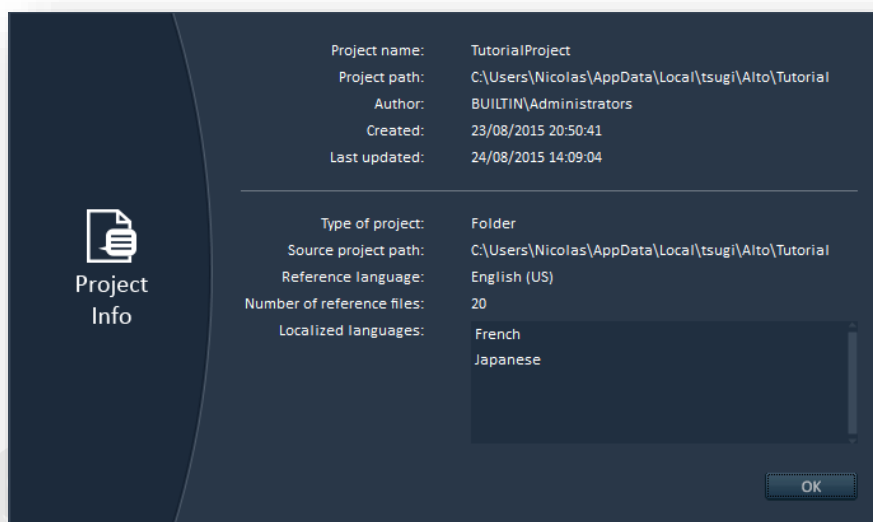 Project name: TutorialProject
Project path: C:\Users\Nicolas\AppData\Local\tsugi\Alto\Tutorial
Author: BUILTIN\Administrators
Created: 23/08/2015 20:50:41
Last updated: 24/08/2015 14:09:04
Project
Info
Type of project: Folder
Source project path: C:\Users\Nicolas\AppData\Local\tsugi\Alto\Tutorial
Reference language: English (US)
Number of reference files: 20
Localized languages: French
Japanese
OK